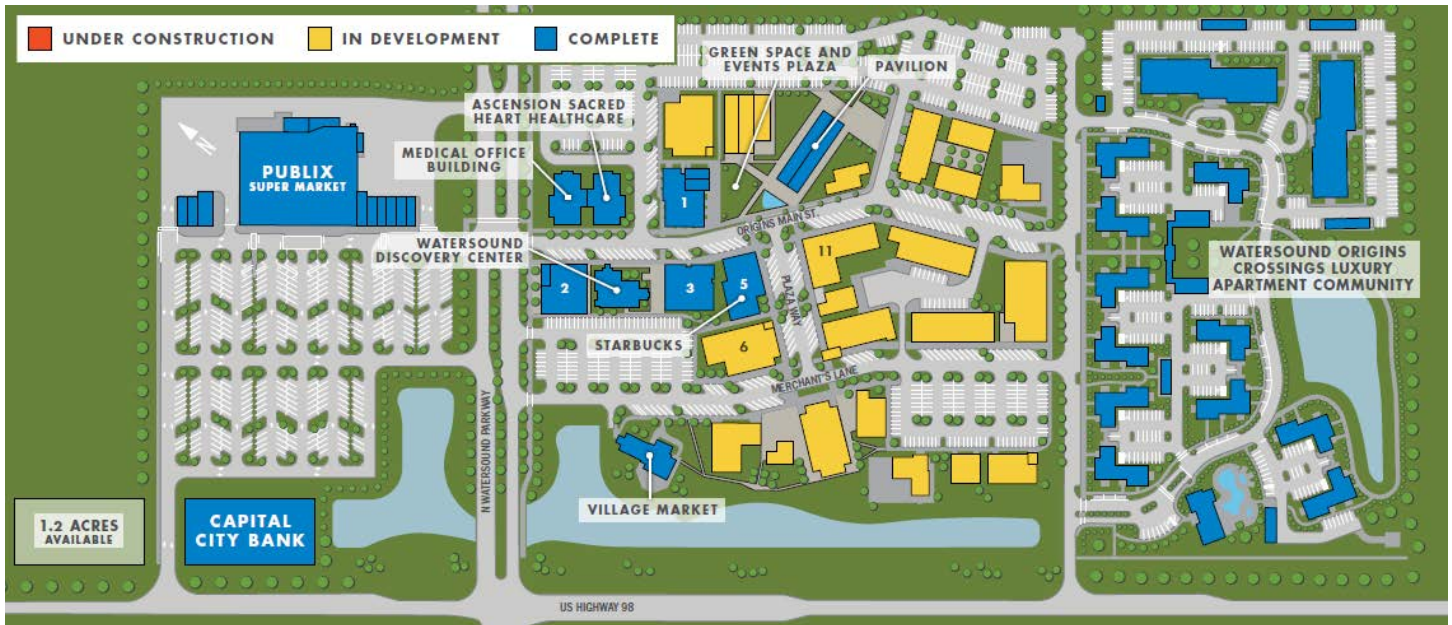 UNDER CONSTRUCTION
IN DEVELOPMENT
COMPLETE
GREEN SPACE AND
EVENTS PLAZA
PAVILION
ASCENSION SACRED
HEART HEALTHCARE
MEDICAL OFFICE
BUILDING
N
PUBLIX
SUPER MARKET
1
ORIGINS MAIN ST.
WATERSOUND
DISCOVERY CENTER
11
WATERSOUND ORIGINS
CROSSINGS LUXURY
APARTMENT COMMUNITY
2
3
5
PLAZA WAY
STARBUCKS
6
MERCHANT'S LANE
N WATERSOUND PARKWAY
VILLAGE MARKET
1.2 ACRES
AVAILABLE
CAPITAL
CITY BANK
US HIGHWAY 98